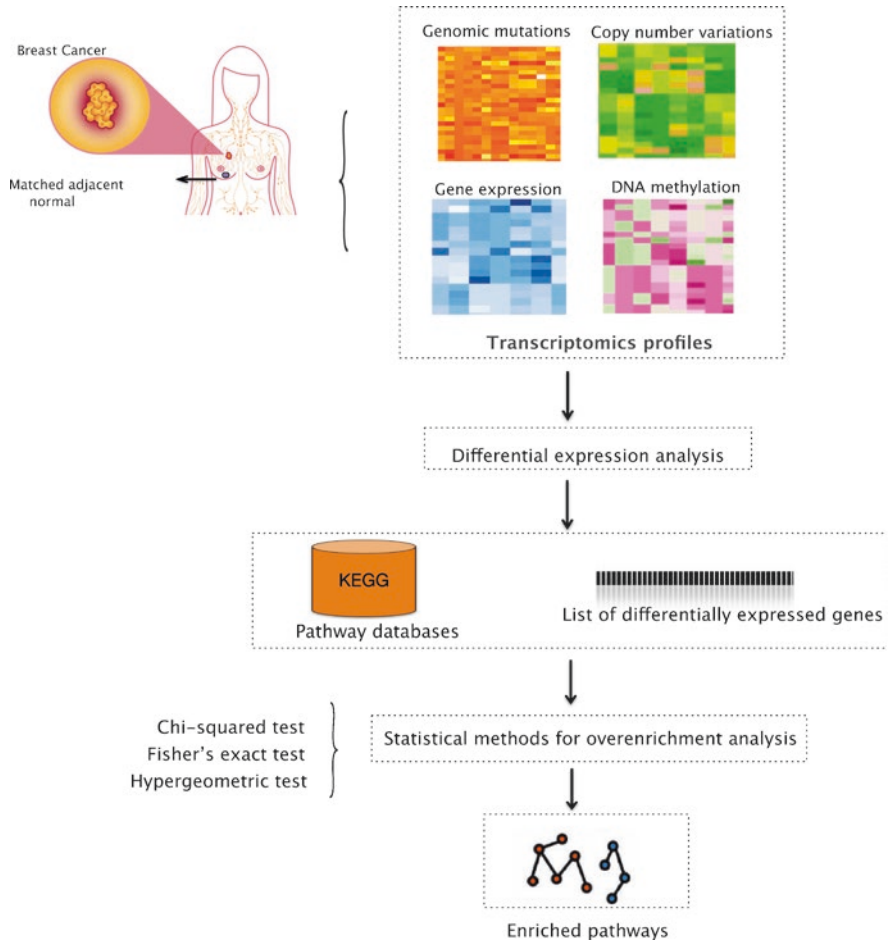 Breast Cancer
Matched adjacent
normal
Genomic mutations
Copy number variations
Gene expression
DNA methylation
Transcriptomics profiles
Differential expression analysis
KEGG
Pathway databases
List of differentially expressed genes
Chi-squared test
Fisher's exact test
Hypergeometric test
Statistical methods for overenrichment analysis
Enriched pathways